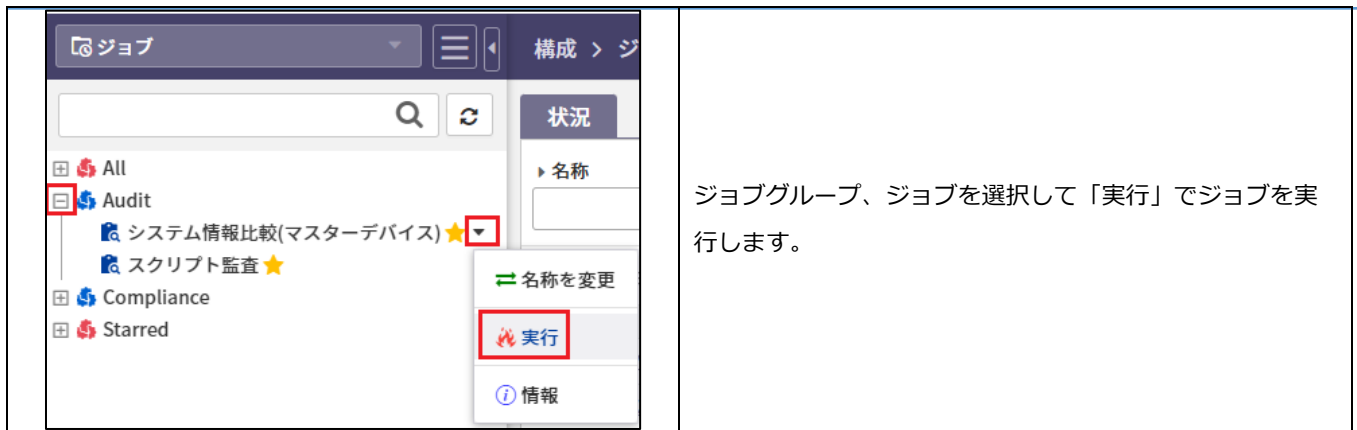 ジョブ
構成 > ジ
状況
All
▸名称
Audit
システム情報比較(マスターデバイス)
スクリプト監査
名称を変更
Compliance
Starred
実行
情報
ジョブグループ、ジョブを選択して「実行」でジョブを実
行します。